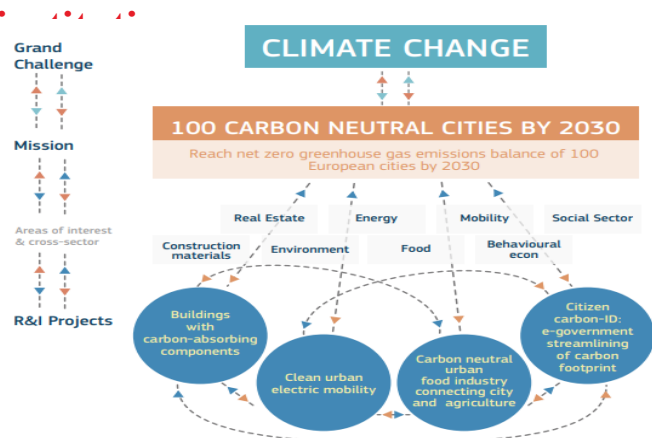 Grand
Challenge
CLIMATE CHANGE
Mission
100 CARBON NEUTRAL CITIES BY 2030
Reach net zero greenhouse gas emissions balance of 100
European cities by 2030
Areas of interest
& cross-sector
Real Estate
Energy
Mobility
Social Sector
Construction
materials
Environment
Food
Behavioural
econ
R&I Projects
Buildings
with
carbon-absorbing
components
Clean urban
electric mobility
Carbon neutral
urban
food industry
connecting city
and agriculture
Citizen
carbon-ID:
e-government
streamlining
of carbon
footprint